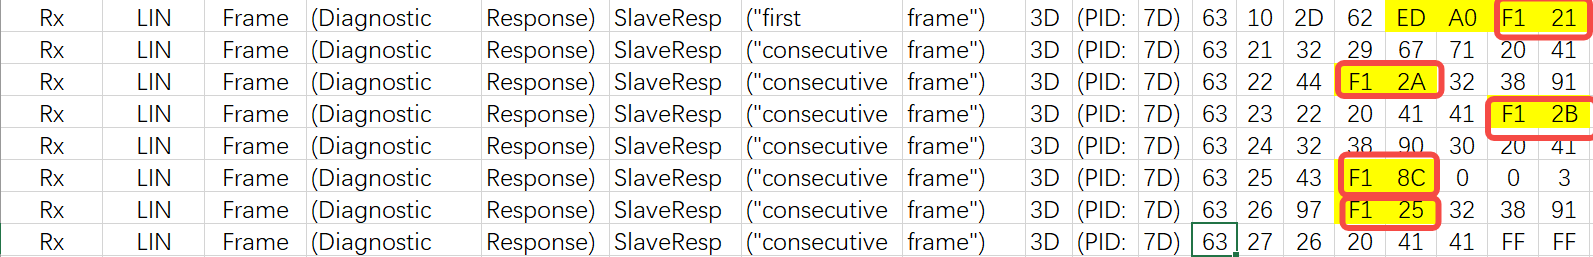 Rx LIN Frame (Diagnostic Response) SlaveResp ("first frame") 3D (PID: 7D) 63 10 2D 62 ED A0 F1 21
Rx LIN Frame (Diagnostic Response) SlaveResp ("consecutive frame") 3D (PID: 7D) 63 21 32 29 67 71 20 41
Rx LIN Frame (Diagnostic Response) SlaveResp ("consecutive frame") 3D (PID: 7D) 63 22 44 F1 2A 32 38 91
Rx LIN Frame (Diagnostic Response) SlaveResp ("consecutive frame") 3D (PID: 7D) 63 23 22 20 41 41 F1 2B
Rx LIN Frame (Diagnostic Response) SlaveResp ("consecutive frame") 3D (PID: 7D) 63 24 32 38 90 30 20 41
Rx LIN Frame (Diagnostic Response) SlaveResp ("consecutive frame") 3D (PID: 7D) 63 25 43 F1 8C 0 0 3
Rx LIN Frame (Diagnostic Response) SlaveResp ("consecutive frame") 3D (PID: 7D) 63 26 97 F1 25 32 38 91
Rx LIN Frame (Diagnostic Response) SlaveResp ("consecutive frame") 3D (PID: 7D) 63 27 26 20 41 41 FF FF